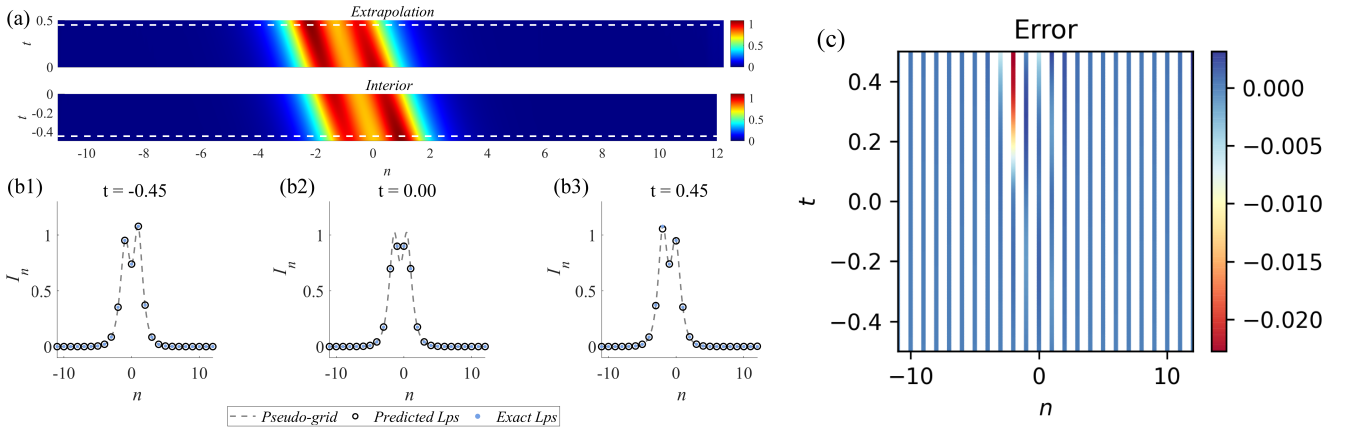 (a)
Extrapolation
0.5
t
0
1
0.5
0
Interior
0
-0.2
-0.4
t
1
0.5
0
-10 -8 -6 -4 -2 0 2 4 6 8 10 12
n
(b1)
t = -0.45
1
0.5
0
I_n
-10 0 10
n
(b2)
t = 0.00
1
0.5
0
I_n
-10 0 10
n
(b3)
t = 0.45
1
0.5
0
I_n
-10 0 10
n
Pseudo-grid Predicted Lps Exact Lps
(c)
Error
0.4
0.2
0.0
−0.2
−0.4
t
−10 0 10
n
0.000
−0.005
−0.010
−0.015
−0.020